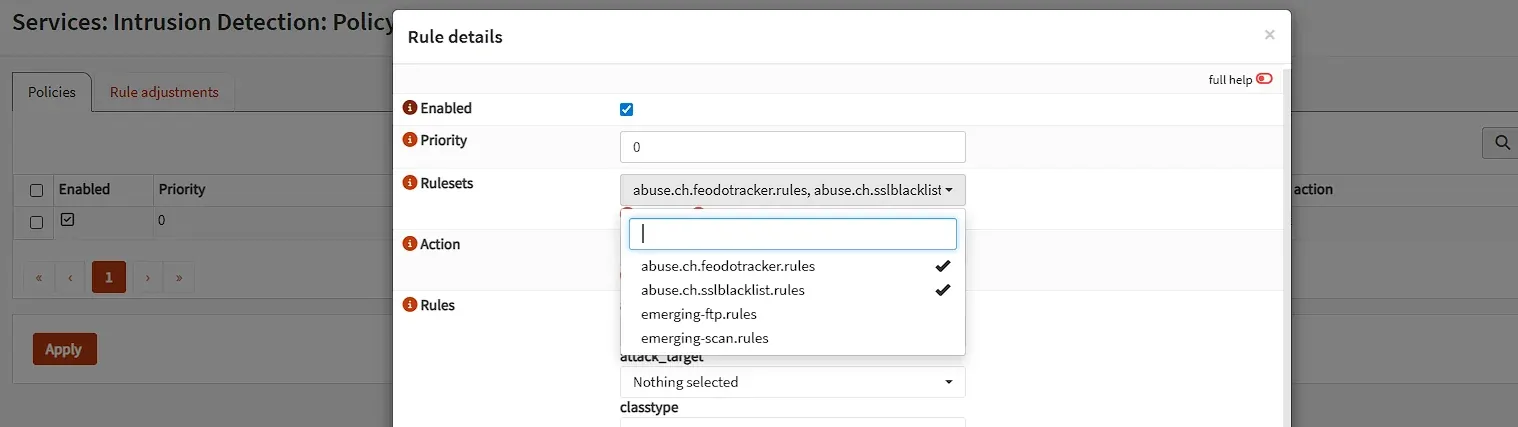 Services: Intrusion Detection: Policy
Rule details
×
full help
Policies
Rule adjustments
Enabled
Priority
0
Rulesets
abuse.ch.feodotracker.rules, abuse.ch.sslblacklist
Enabled
Priority
action
0
abuse.ch.feodotracker.rules
abuse.ch.sslblacklist.rules
emerging-ftp.rules
emerging-scan.rules
Action
« ‹ 1 › »
Rules
Apply
attack_target
Nothing selected
classtype